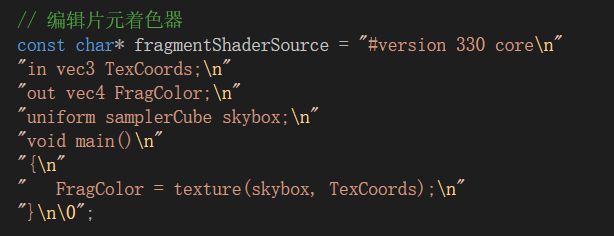 // 编辑片元着色器
const char* fragmentShaderSource = "#version 330 core\n"
"in vec3 TexCoords;\n"
"out vec4 FragColor;\n"
"uniform samplerCube skybox;\n"
"void main()\n"
"{\n"
"   FragColor = texture(skybox, TexCoords);\n"
"}\n\0";